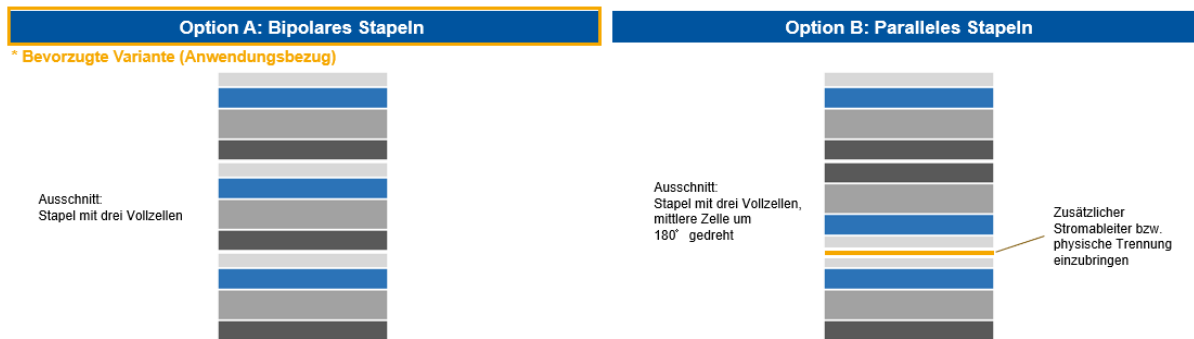 Option A: Bipolares Stapeln
Option B: Paralleles Stapeln
* Bevorzugte Variante (Anwendungsbezug)
Ausschnitt:
Stapel mit drei Vollzellen
Ausschnitt:
Stapel mit drei Vollzellen,
mittlere Zelle um
180° gedreht
Zusätzlicher
Stromableiter bzw.
physische Trennung
einzubringen